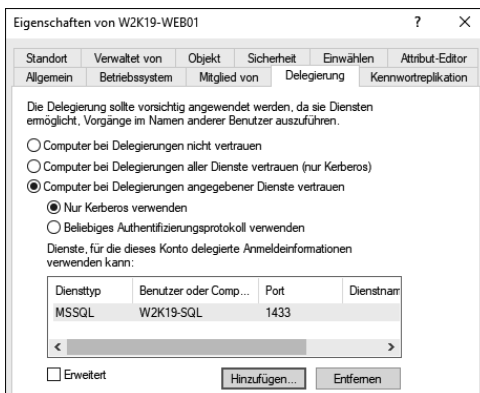 Eigenschaften von W2K19-WEB01 ? ×
Standort Verwaltet von Objekt Sicherheit Einwählen Attribut-Editor
Allgemein Betriebssystem Mitglied von Delegierung Kennwortreplikation
Die Delegierung sollte vorsichtig angewendet werden, da sie Diensten
ermöglicht, Vorgänge im Namen anderer Benutzer auszuführen.
Computer bei Delegierungen nicht vertrauen
Computer bei Delegierungen aller Dienste vertrauen (nur Kerberos)
Computer bei Delegierungen angegebener Dienste vertrauen
Nur Kerberos verwenden
Beliebiges Authentifizierungsprotokoll verwenden
Dienste, für die dieses Konto delegierte Anmeldeinformationen
verwenden kann:
Diensttyp Benutzer oder Comp... Port Dienstnam
MSSQL W2K19-SQL 1433
Erweitert Hinzufügen... Entfernen